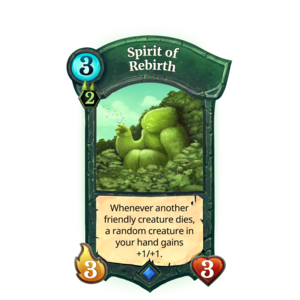 3
Spirit of
Rebirth
2
Whenever another
friendly creature dies,
a random creature in
your hand gains
+1/+1.
3
3